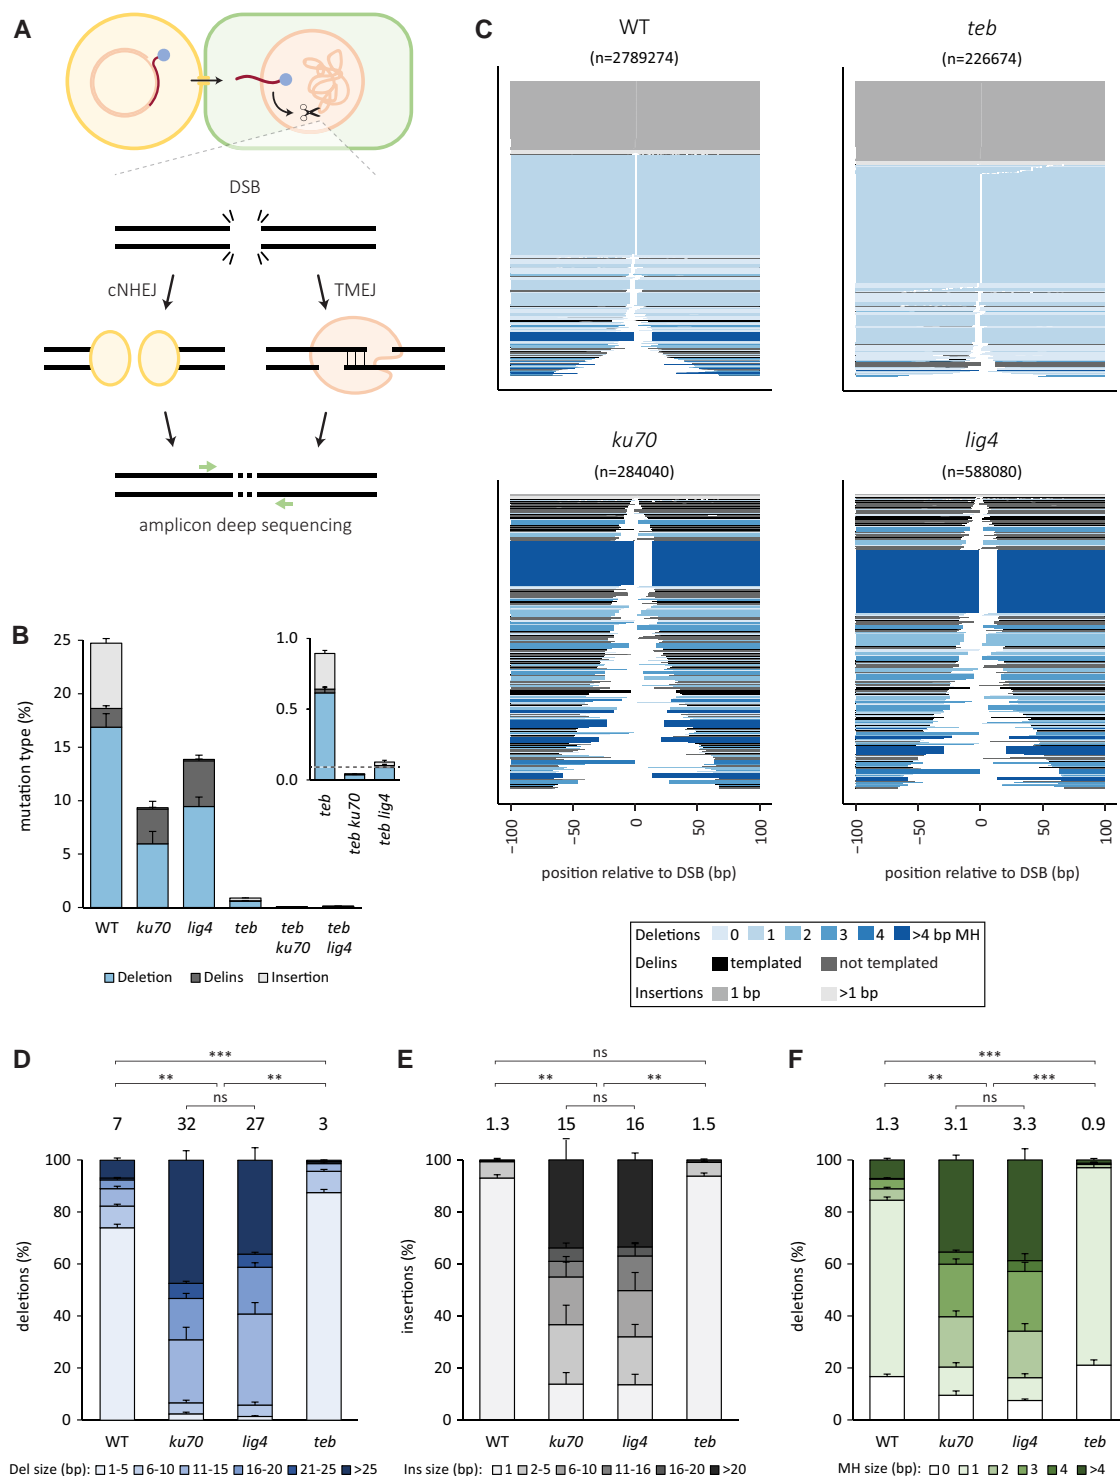 A
DSB
cNHEJ
TMEJ
amplicon deep sequencing
B
mutation type (%)
25
20
15
10
5
0
WT
ku70
lig4
teb
teb ku70
teb lig4
1.0
0.5
0.0
teb
teb ku70
teb lig4
Deletion
Delins
Insertion
C
WT
(n=2789274)
teb
(n=226674)
ku70
(n=284040)
lig4
(n=588080)
−100
−50
0
50
100
−100
−50
0
50
100
position relative to DSB (bp)
position relative to DSB (bp)
Deletions 0 1 2 3 4 >4 bp MH
Delins templated not templated
Insertions 1 bp >1 bp
D
***
** **
ns
7 32 27 3
deletions (%)
100
80
60
40
20
0
WT ku70 lig4 teb
Del size (bp): 1-5 6-10 11-15 16-20 21-25 >25
E
ns
** **
ns
1.3 15 16 1.5
insertions (%)
100
80
60
40
20
0
WT ku70 lig4 teb
Ins size (bp): 1 2-5 6-10 11-16 16-20 >20
F
***
** ***
ns
1.3 3.1 3.3 0.9
deletions (%)
100
80
60
40
20
0
WT ku70 lig4 teb
MH size (bp): 0 1 2 3 4 >4